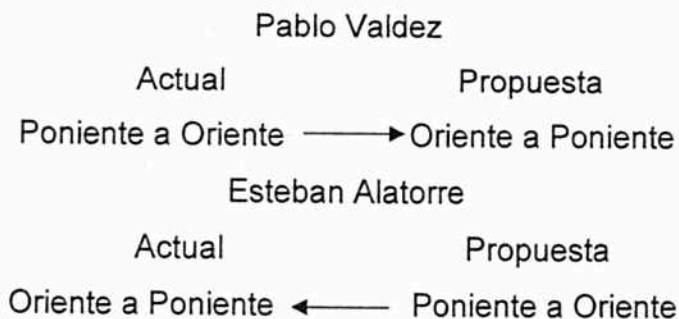 Pablo Valdez
Actual Propuesta
Poniente a Oriente Oriente a Poniente
Esteban Alatorre
Actual Propuesta
Oriente a Poniente Poniente a Oriente